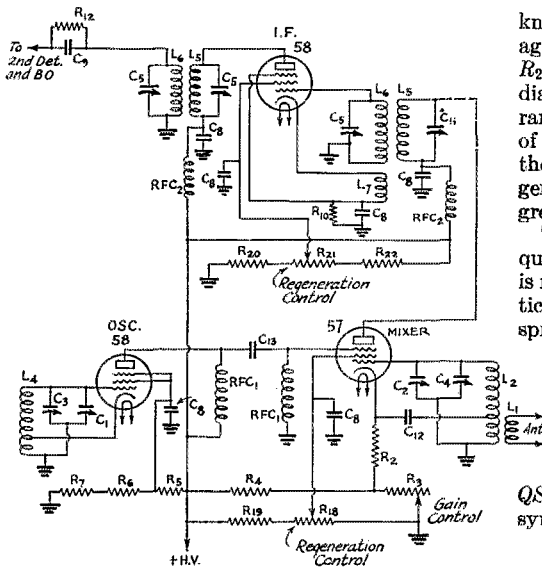 R12
To
2nd Det.
and BO
C9
I.F.
58
L6
L5
C5
C5
C8
RFC2
C8
L6
L5
C5
C8
L7
R10
C8
RFC2
R20
R21
R22
Regeneration
Control
OSC.
58
C13
57
MIXER
L4
C3
C1
C8
RFC1
RFC1
C8
C2
C4
L2
L1
C12
Ant
R2
R7
R6
R5
R4
R3
Gain
Control
R19
R18
Regeneration
Control
+H.V.
kn
ag
R2
dia
ran
of
the
gen
gre
qu
is r
tic
spr
QS
syn